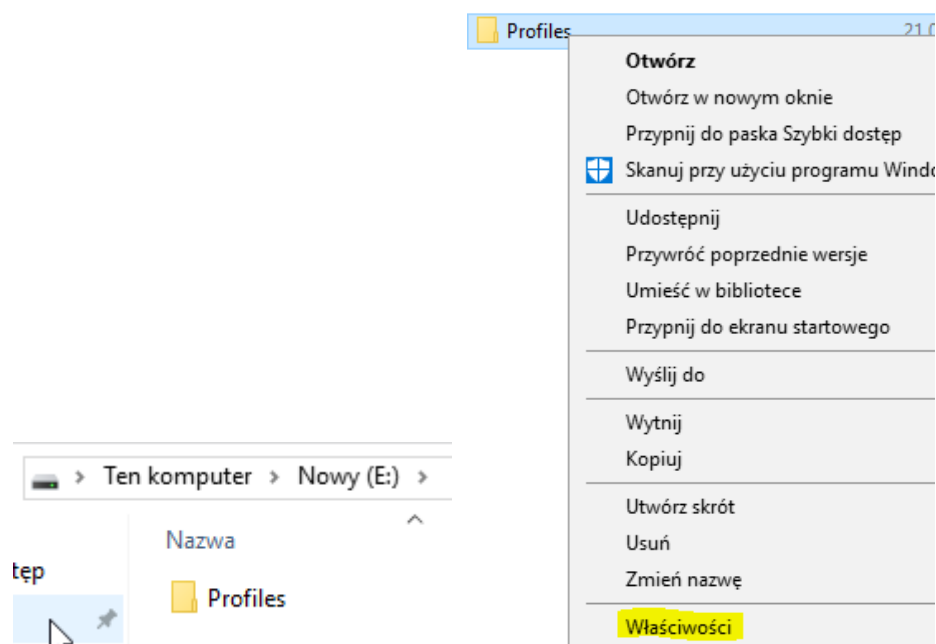 Profiles
Otwórz
Otwórz w nowym oknie
Przypnij do paska Szybki dostęp
Skanuj przy użyciu programu
Udostępnij
Przywróć poprzednie wersje
Umieść w bibliotece
Przypnij do ekranu startowego
Wyślij do
Wytnij
Kopiuj
Utwórz skrót
Usuń
Zmień nazwę
Właściwości
Ten komputer > Nowy (E:) >
Nazwa
tęp
Profiles